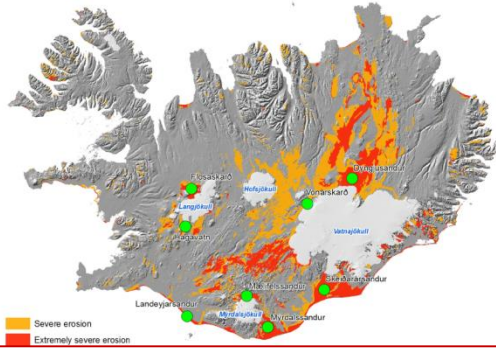 Dyngjusandur
Flosaskarð
Hofsjökull
Vonarskarð
Langjökull
Hagavatn
Vatnajökull
Skeiðarársandur
Mælifellssandur
Landeyjarsandur
Mýrdalsjökull
Mýrdalssandur
Severe erosion
Extremely severe erosion